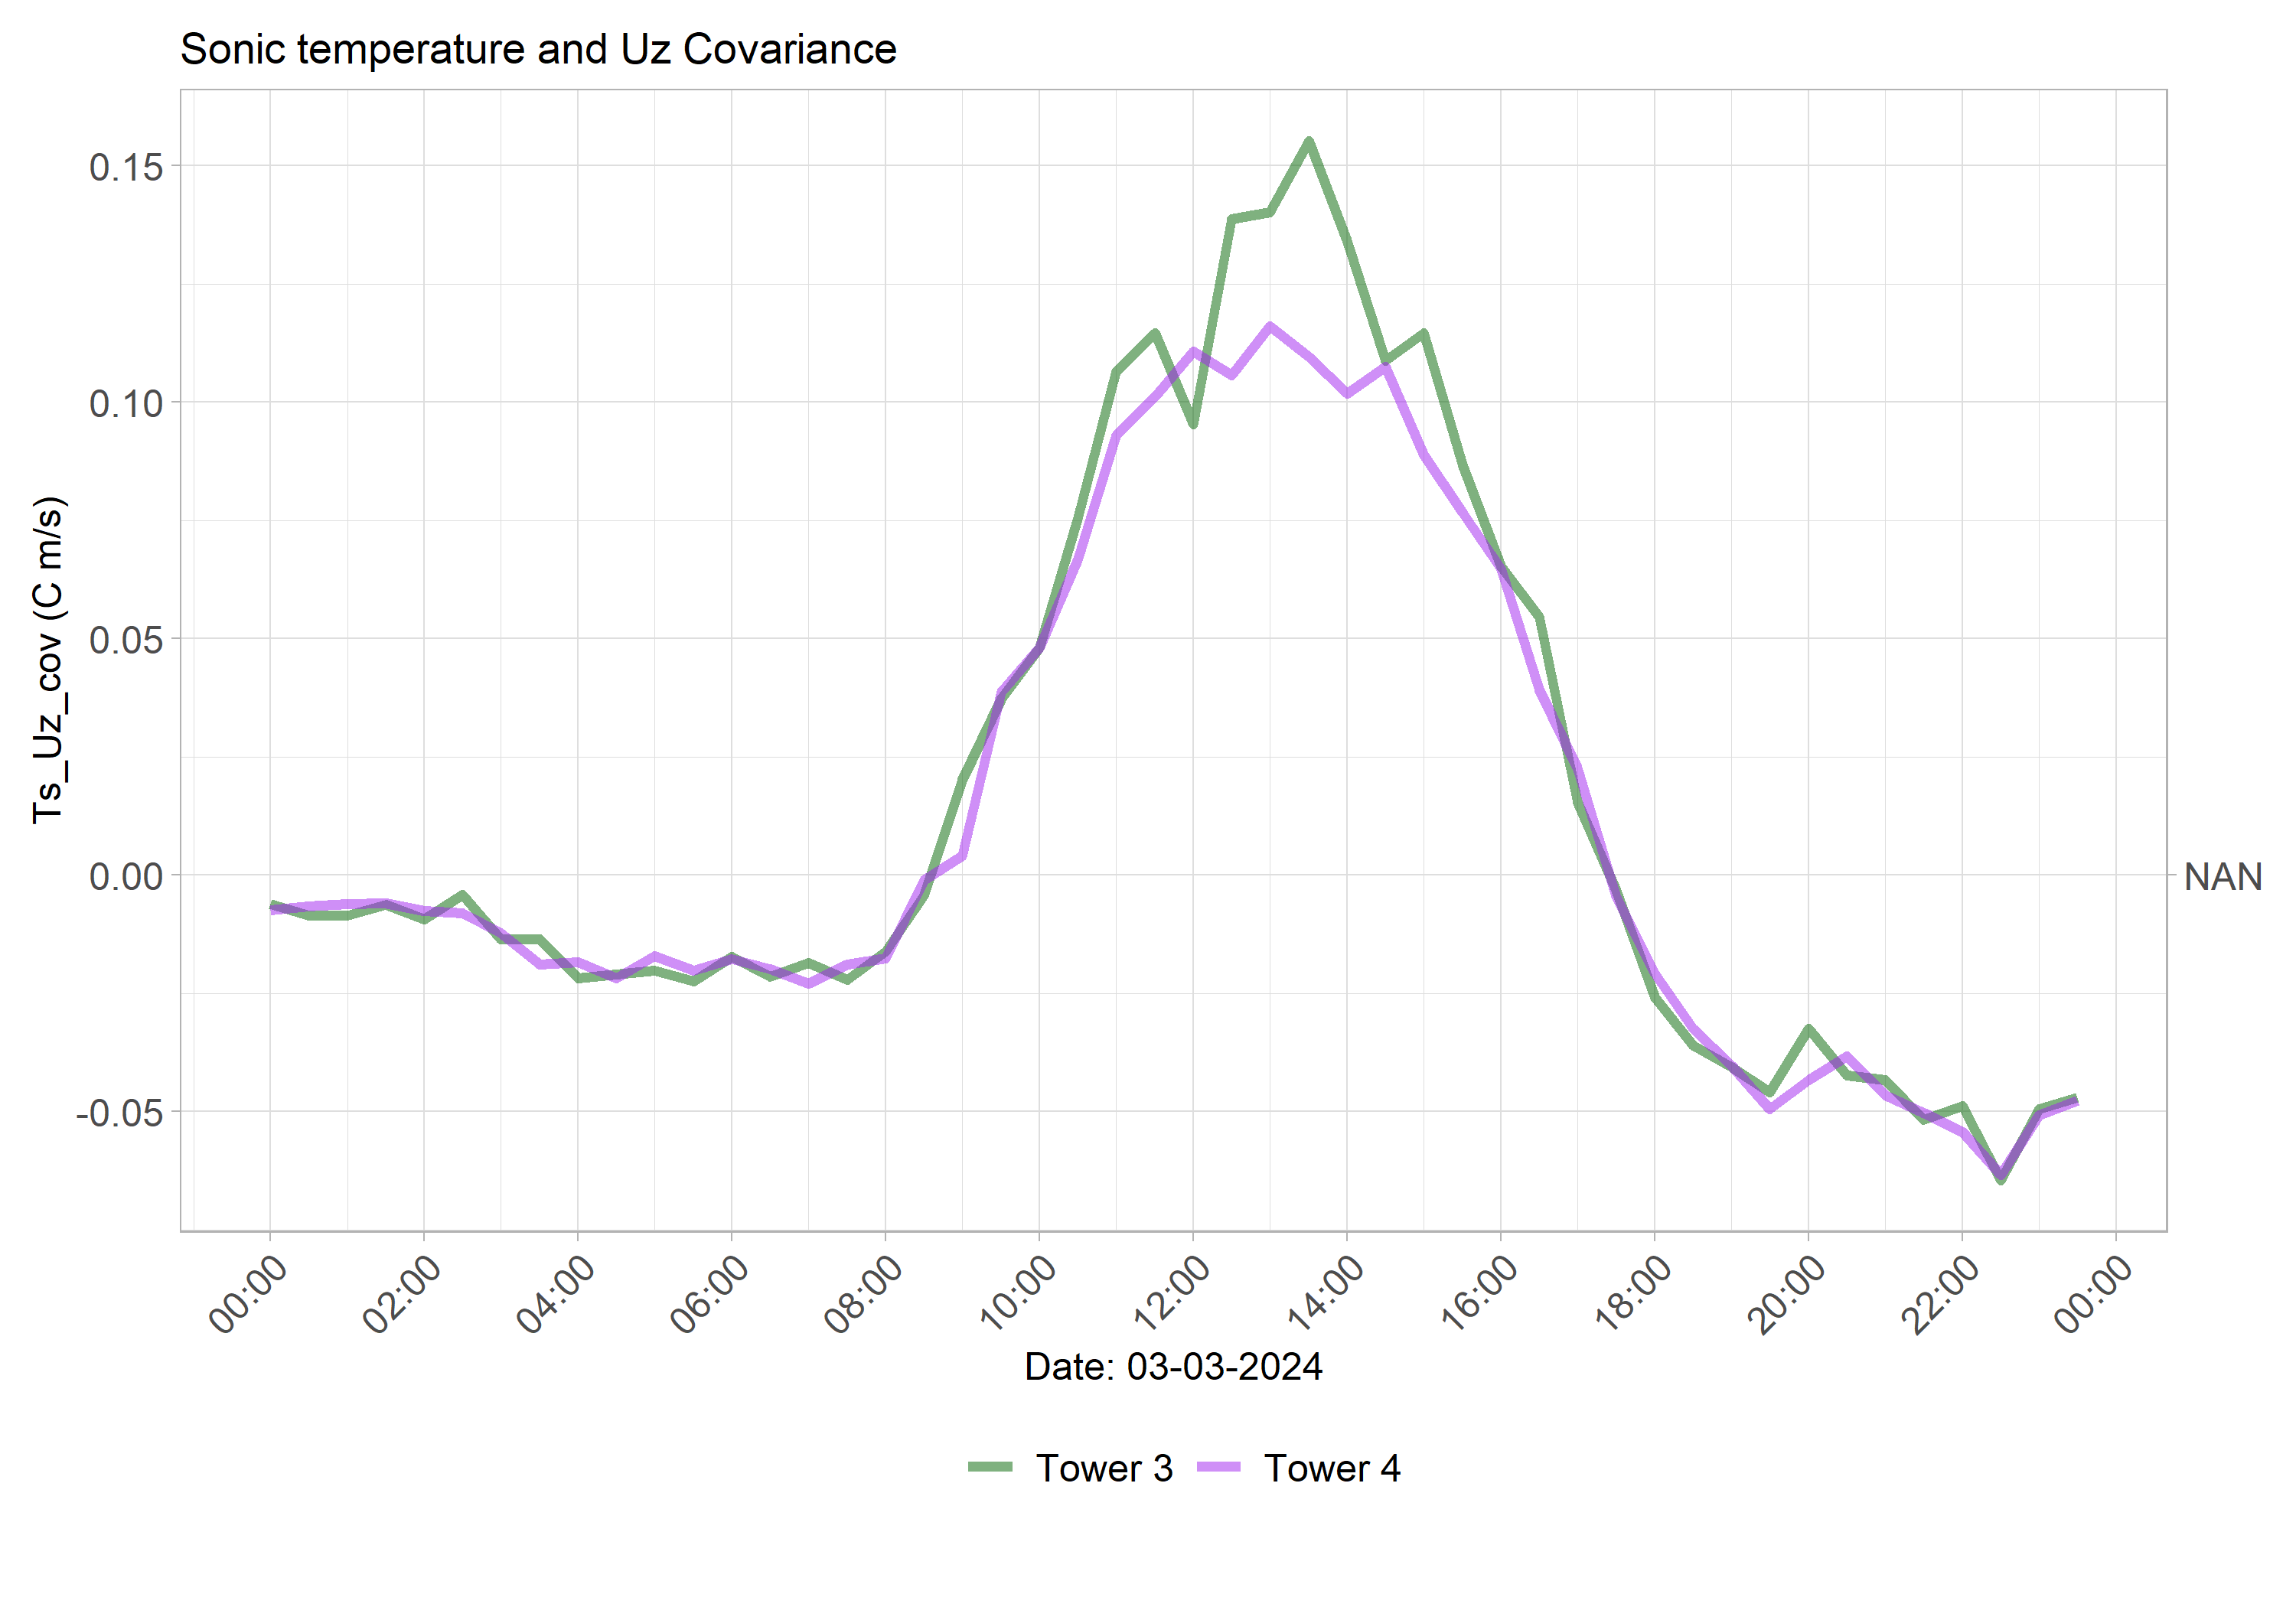 Sonic temperature and Uz Covariance
Ts_Uz_cov (C m/s)
0.15
0.10
0.05
0.00
-0.05
NAN
00:00 02:00 04:00 06:00 08:00 10:00 12:00 14:00 16:00 18:00 20:00 22:00 00:00
Date: 03-03-2024
Tower 3 Tower 4